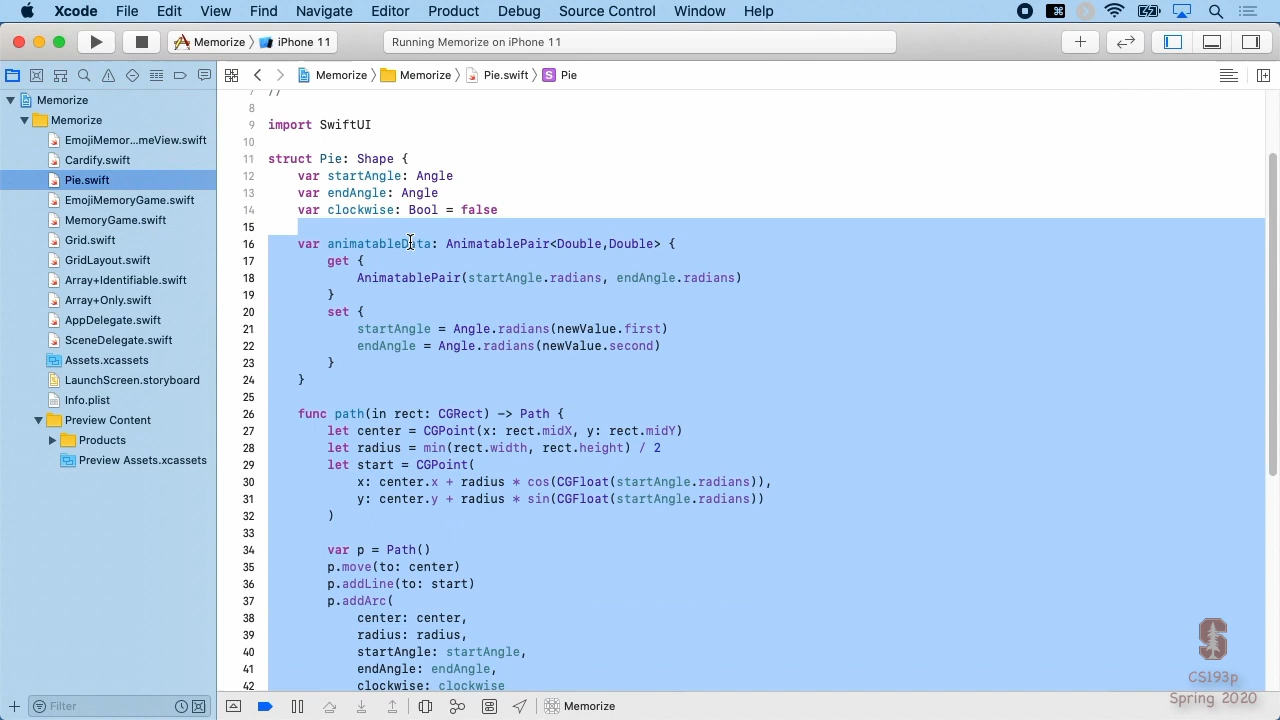 Xcode File Edit View Find Navigate Editor Product Debug Source Control Window Help
Memorize iPhone 11
Running Memorize on iPhone 11
Memorize Memorize Pie.swift S Pie
Memorize
Memorize
EmojiMemor...meView.swift
Cardify.swift
Pie.swift
EmojiMemoryGame.swift
MemoryGame.swift
Grid.swift
GridLayout.swift
Array+Identifiable.swift
Array+Only.swift
AppDelegate.swift
SceneDelegate.swift
Assets.xcassets
LaunchScreen.storyboard
Info.plist
Preview Content
Products
Preview Assets.xcassets
Filter
7 //
8
9 import SwiftUI
10
11 struct Pie: Shape {
12 var startAngle: Angle
13 var endAngle: Angle
14 var clockwise: Bool = false
15
16 var animatableData: AnimatablePair<Double,Double> {
17 get {
18 AnimatablePair(startAngle.radians, endAngle.radians)
19 }
20 set {
21 startAngle = Angle.radians(newValue.first)
22 endAngle = Angle.radians(newValue.second)
23 }
24 }
25
26 func path(in rect: CGRect) -> Path {
27 let center = CGPoint(x: rect.midX, y: rect.midY)
28 let radius = min(rect.width, rect.height) / 2
29 let start = CGPoint(
30 x: center.x + radius * cos(CGFloat(startAngle.radians)),
31 y: center.y + radius * sin(CGFloat(startAngle.radians))
32 )
33
34 var p = Path()
35 p.move(to: center)
36 p.addLine(to: start)
37 p.addArc(
38 center: center,
39 radius: radius,
40 startAngle: startAngle,
41 endAngle: endAngle,
42 clockwise: clockwise
Memorize
S
CS193p
Spring 2020